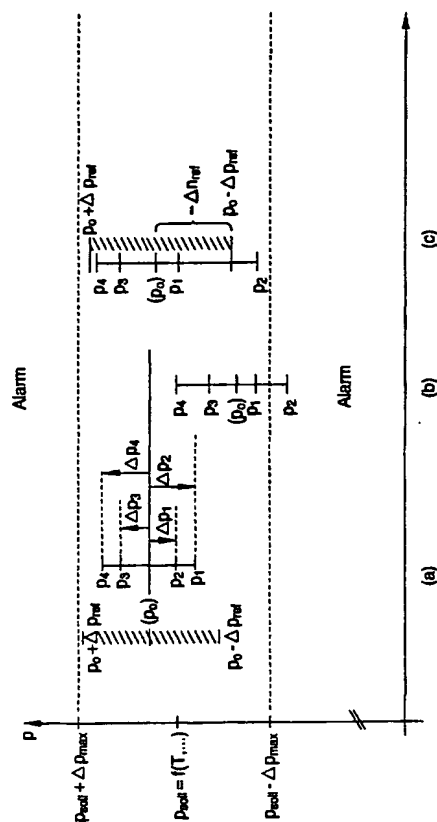 Alarm
p
p_soll + Δp_max
p_soll = f(T,...)
p_soll - Δp_max
p_0 + Δp_ref
p_0 - Δp_ref
p_4
p_3
(p_0)
p_2
p_1
Δp_3
Δp_4
Δp_1
Δp_2
(a)
p_4
p_3
(p_0)
p_1
p_2
(b)
Alarm
p_0 + Δp_ref
p_4
p_3
(p_0)
p_1
p_2
- Δn_ref
p_0 - Δp_ref
(c)